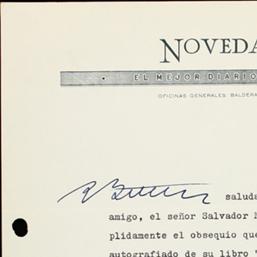 NOVEDA
• EL MEJOR DIARIO
OFICINAS GENERALES: BALDERA
saluda
amigo, el señor Salvador
plidamente el obsequio que
autografiado de su libro "